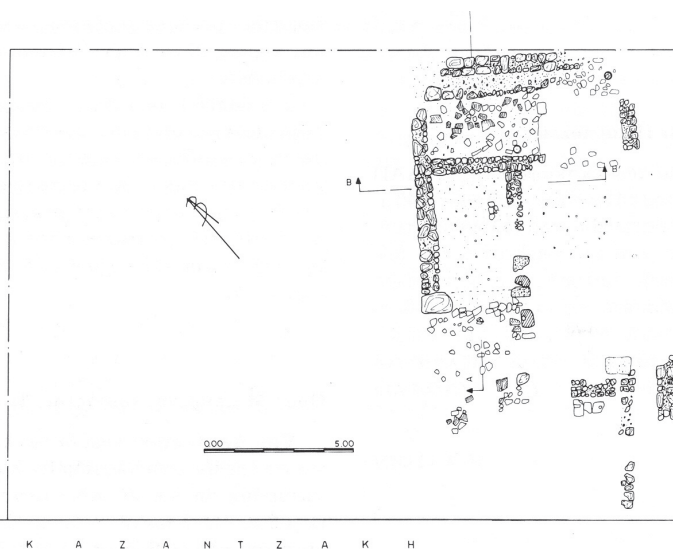 Β
Β'
Α
0.00 5.00
Κ Α Ζ Α Ν Τ Ζ Α Κ Η